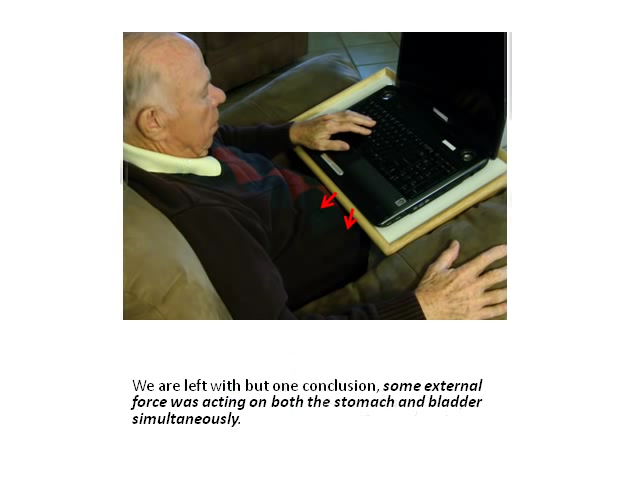 We are left with but one conclusion, some external
force was acting on both the stomach and bladder
simultaneously.